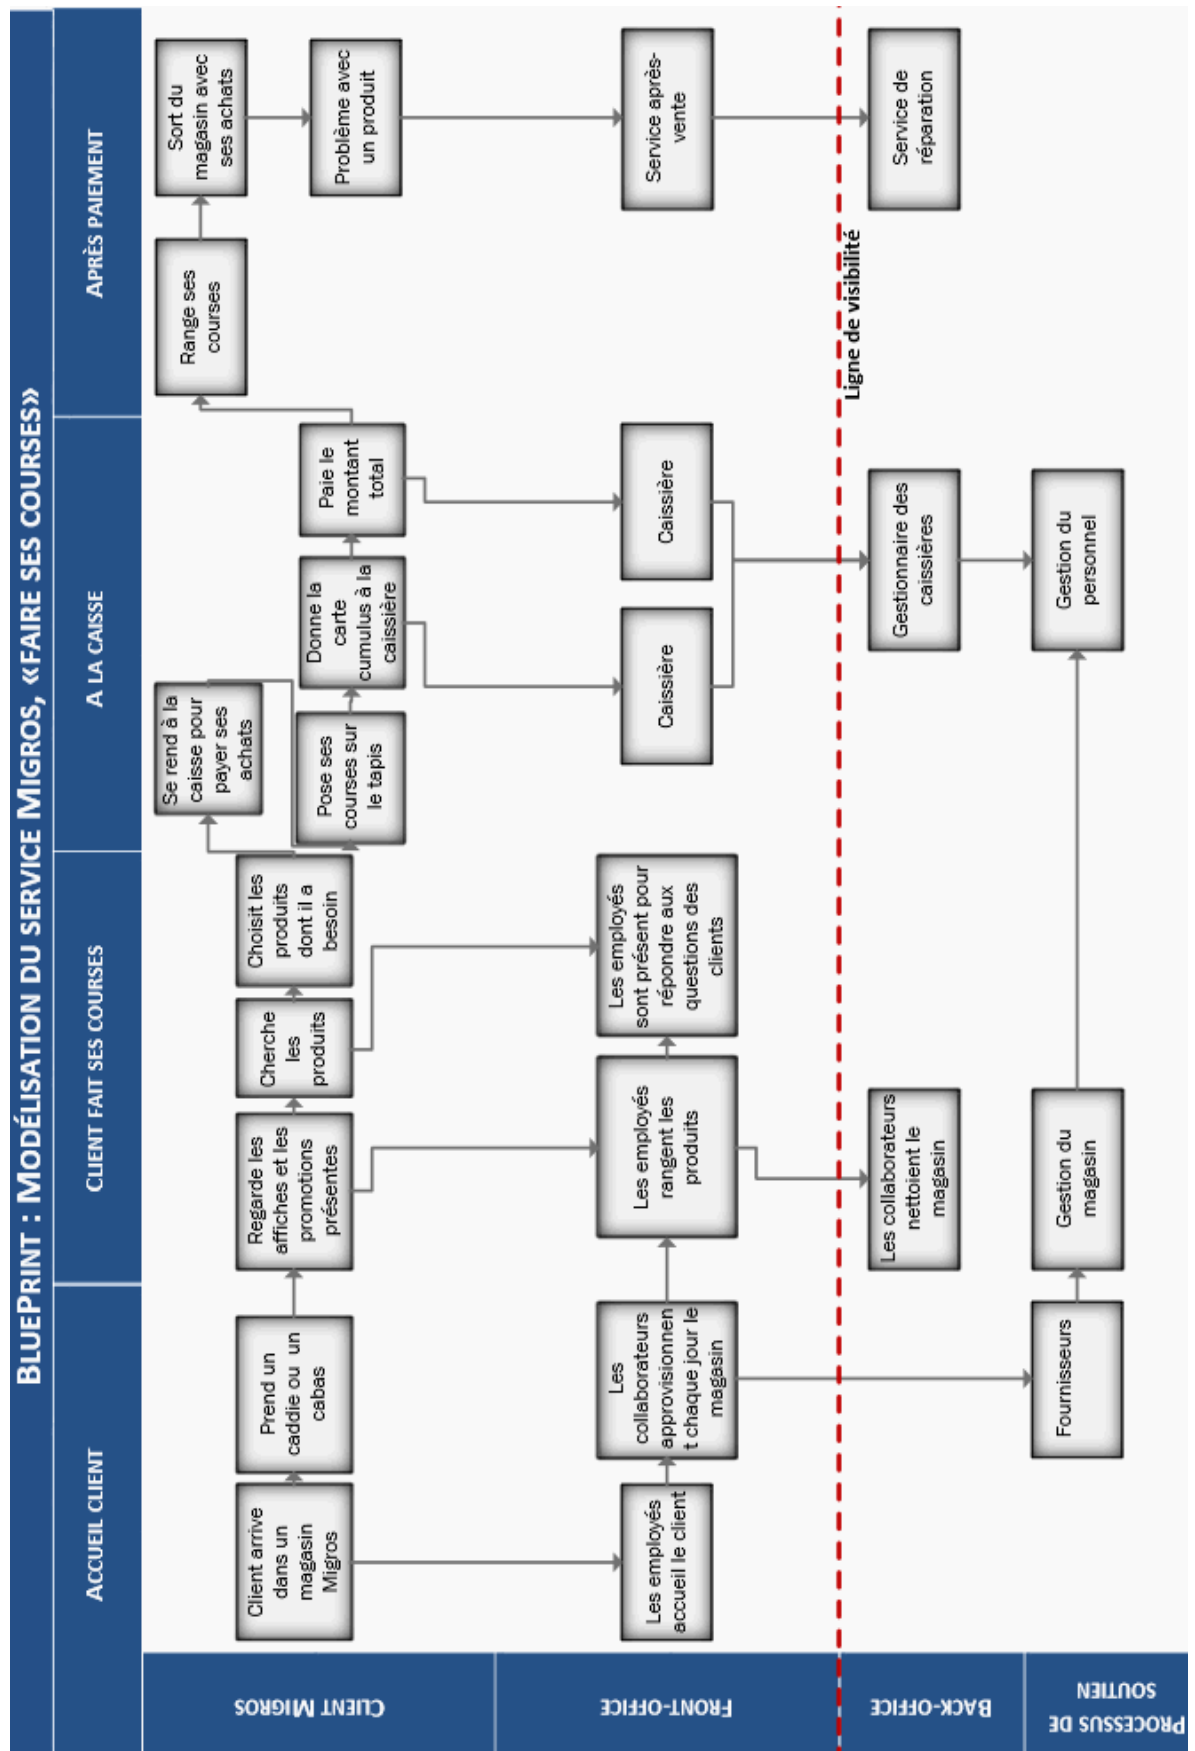 BLUEPRINT : MODÉLISATION DU SERVICE MIGROS, «FAIRE SES COURSES»
ACCUEIL CLIENT
CLIENT FAIT SES COURSES
A LA CAISSE
APRÈS PAIEMENT
CLIENT MIGROS
Client arrive
dans un
magasin
Migros
Prend un
caddie ou un
cabas
Regarde les
affiches et les
promotions
présentes
Cherche
les
produits
Choisit les
produits
dont il a
besoin
Se rend à la
caisse pour
payer ses
achats
Pose ses
courses sur
le tapis
Donne la
carte
cumulus à la
caissière
Paie le
montant
total
Range ses
courses
Sort du
magasin avec
ses achats
Problème avec
un produit
FRONT-OFFICE
Les employés
accueil le client
Les
collaborateurs
approvisionnen
t chaque jour le
magasin
Les employés
rangent les
produits
Les employés
sont présent pour
répondre aux
questions des
clients
Caissière
Caissière
Service après-
vente
Ligne de visibilité
BACK-OFFICE
Les collaborateurs
nettoient le
magasin
Gestionnaire des
caissières
Service de
réparation
PROCESSUS DE
SOUTIEN
Fournisseurs
Gestion du
magasin
Gestion du
personnel